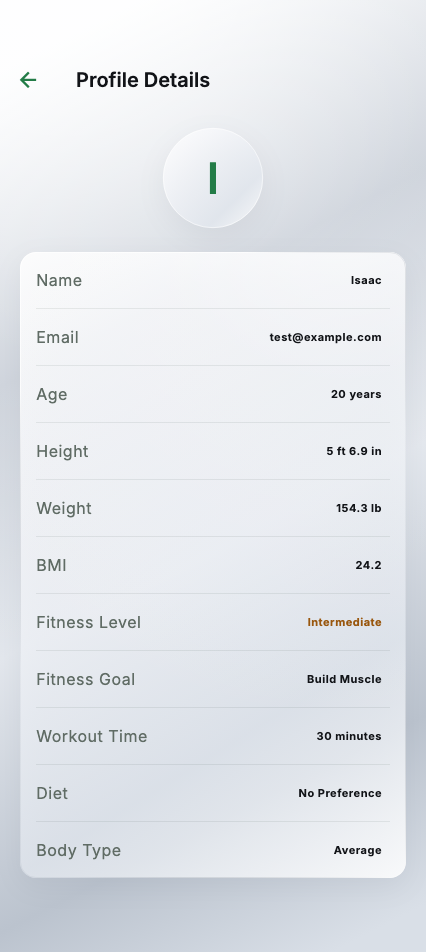 Profile Details
I
Name Isaac
Email test@example.com
Age 20 years
Height 5 ft 6.9 in
Weight 154.3 lb
BMI 24.2
Fitness Level Intermediate
Fitness Goal Build Muscle
Workout Time 30 minutes
Diet No Preference
Body Type Average